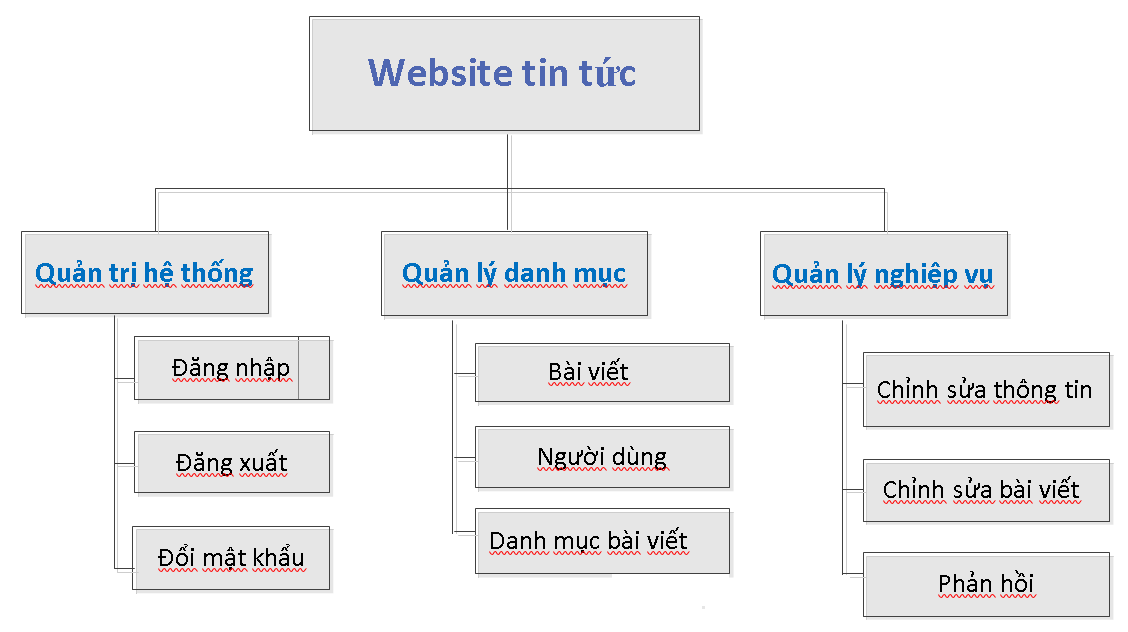 Website tin tức
Quản trị hệ thống
Đăng nhập
Đăng xuất
Đổi mật khẩu
Quản lý danh mục
Bài viết
Người dùng
Danh mục bài viết
Quản lý nghiệp vụ
Chỉnh sửa thông tin
Chỉnh sửa bài viết
Phản hồi